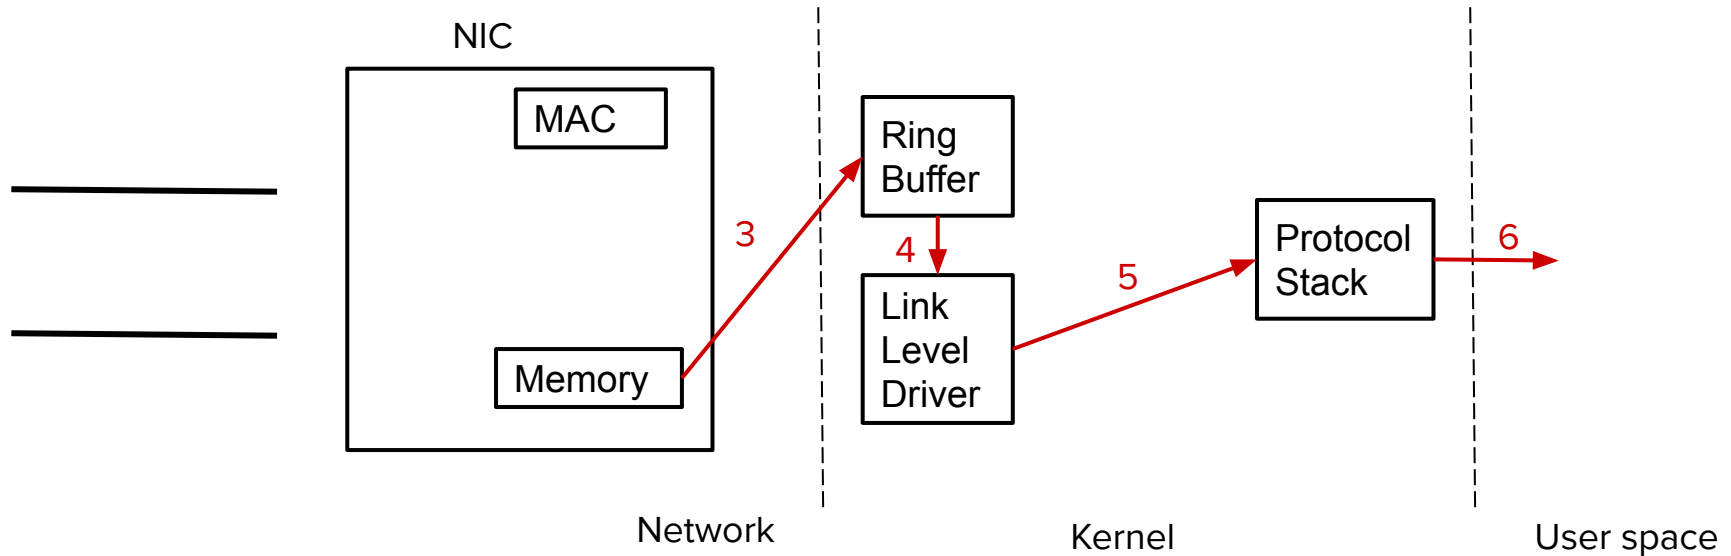 NIC
MAC
Memory
3
Ring
Buffer
4
Link
Level
Driver
5
Protocol
Stack
6
Network
Kernel
User space